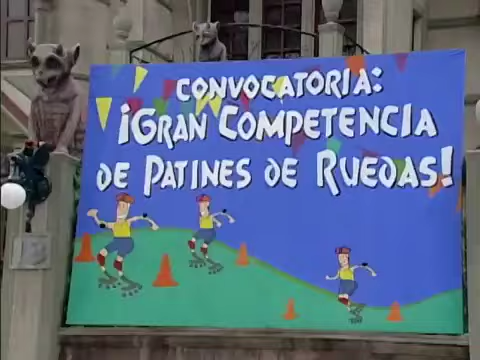 CONVOCATORIA:
¡GRAN COMPETENCIA
DE PATINES DE RUEDAS!